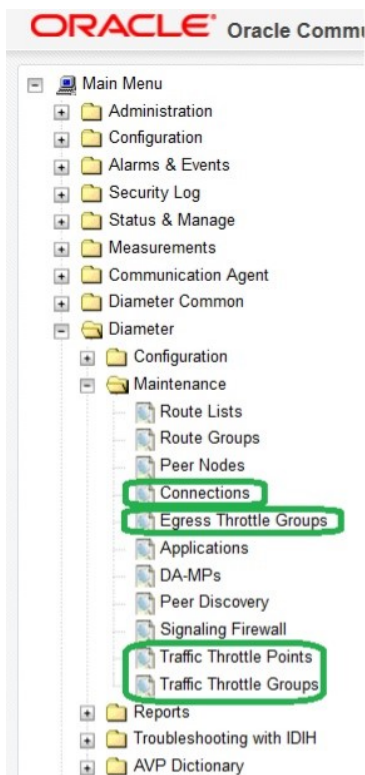 ORACLE® Oracle Commu
Main Menu
Administration
Configuration
Alarms & Events
Security Log
Status & Manage
Measurements
Communication Agent
Diameter Common
Diameter
Configuration
Maintenance
Route Lists
Route Groups
Peer Nodes
Connections
Egress Throttle Groups
Applications
DA-MPs
Peer Discovery
Signaling Firewall
Traffic Throttle Points
Traffic Throttle Groups
Reports
Troubleshooting with IDIH
AVP Dictionary